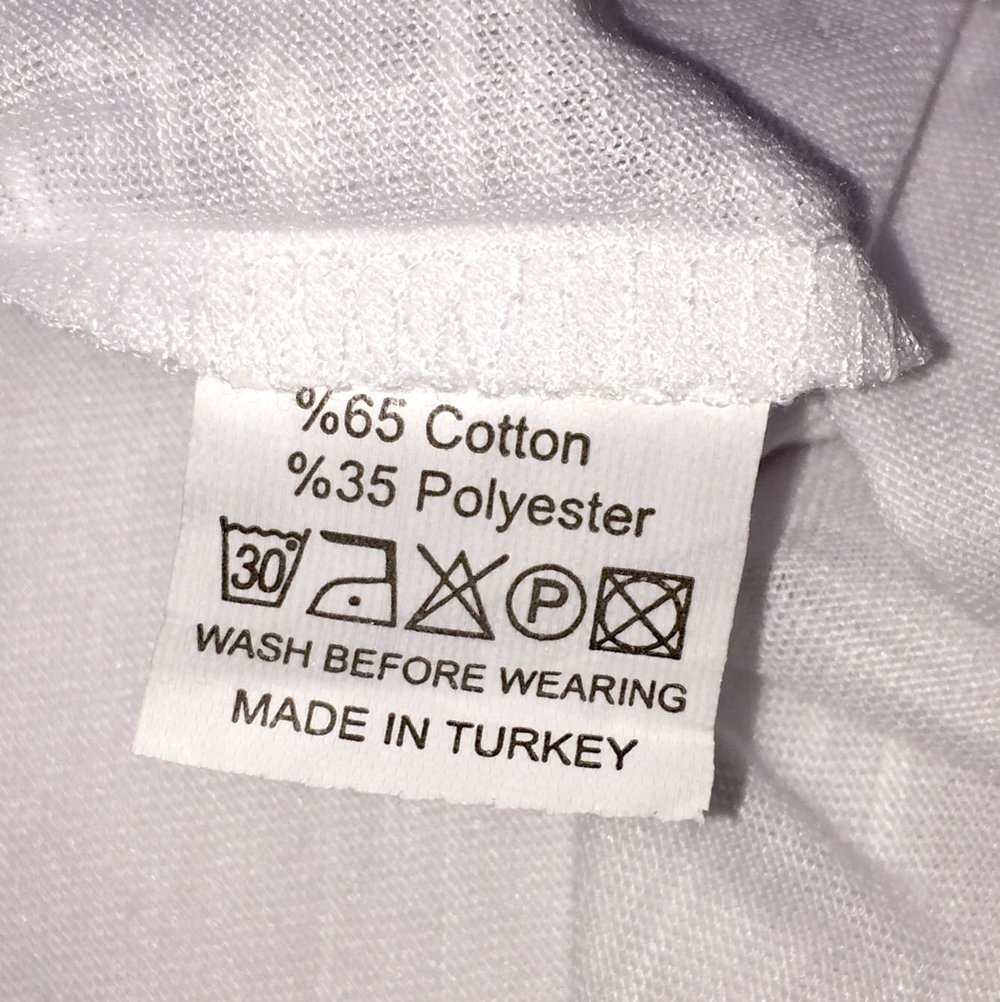 %65 Cotton
%35 Polyester
30° P
WASH BEFORE WEARING
MADE IN TURKEY